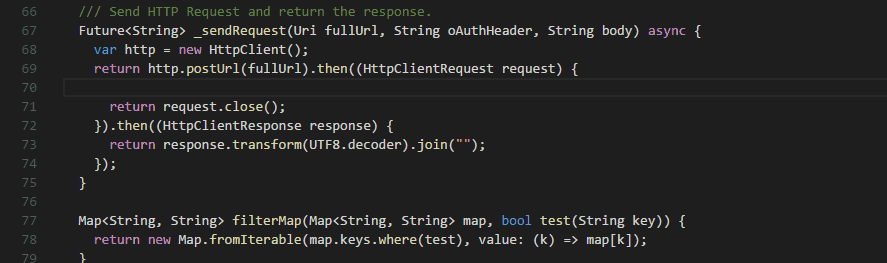 66 /// Send HTTP Request and return the response.
67 Future<String> _sendRequest(Uri fullUrl, String oAuthHeader, String body) async {
68 var http = new HttpClient();
69 return http.postUrl(fullUrl).then((HttpClientRequest request) {
70
71 return request.close();
72 }).then((HttpClientResponse response) {
73 return response.transform(UTF8.decoder).join("");
74 });
75 }
76
77 Map<String, String> filterMap(Map<String, String> map, bool test(String key)) {
78 return new Map.fromIterable(map.keys.where(test), value: (k) => map[k]);
79 }